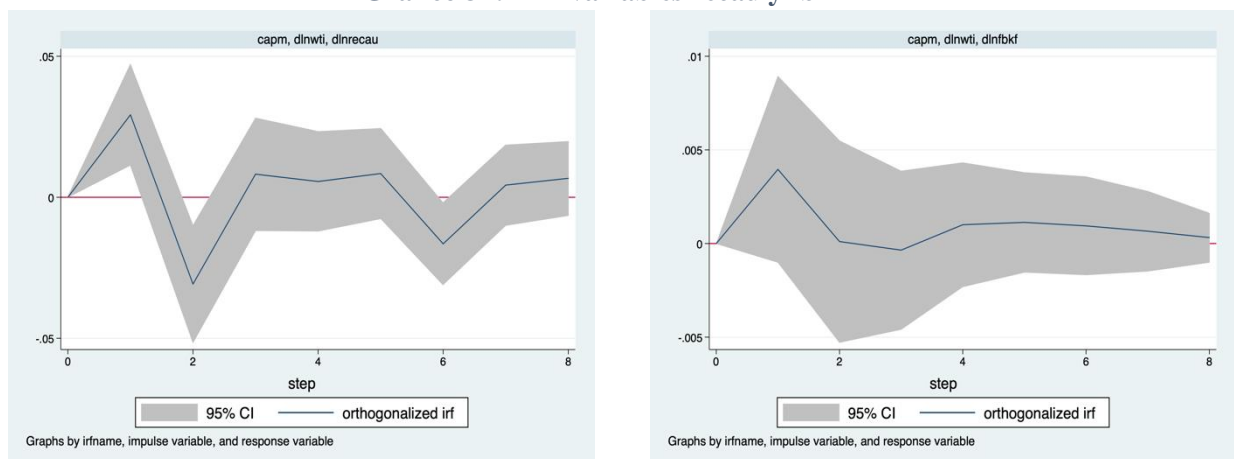 capm, dlnwti, dlnrecau
.05
0
-.05
0 2 4 6 8
step
95% CI orthogonalized irf
Graphs by irfname, impulse variable, and response variable
capm, dlnwti, dlnfbkf
.01
.005
0
-.005
0 2 4 6 8
step
95% CI orthogonalized irf
Graphs by irfname, impulse variable, and response variable